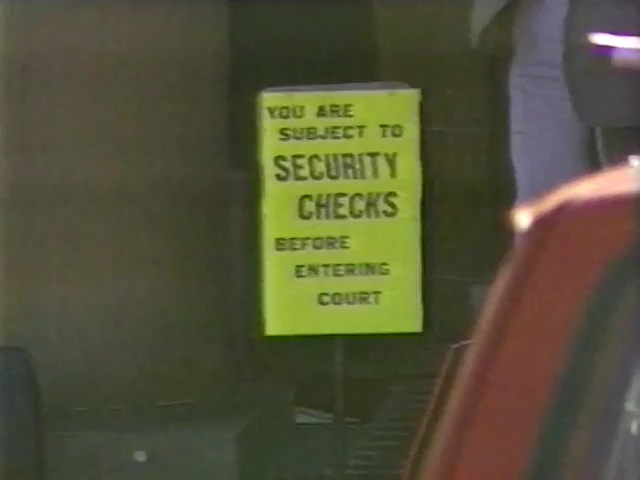 YOU ARE
SUBJECT TO
SECURITY
CHECKS
BEFORE
ENTERING
COURT